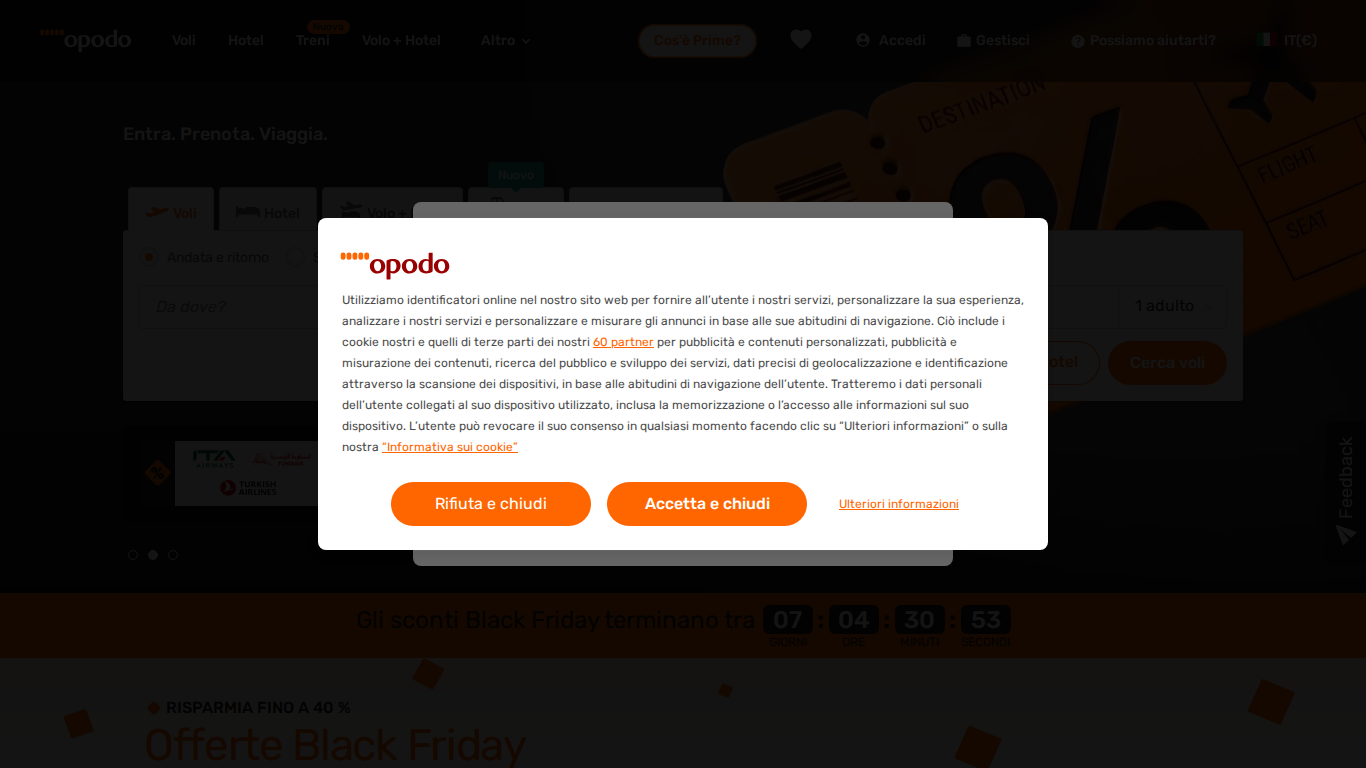 opodo
Voli
Hotel
Treni
Nuovo
Volo + Hotel
Altro
Cos'è Prime?
Accedi
Gestisci
Possiamo aiutarti?
IT(€)
Entra. Prenota. Viaggia.
DESTINATION
FLIGHT
SEAT
%
Nuovo
Voli
Hotel
Volo +
Andata e ritorno
S
Da dove?
1 adulto
otel
Cerca voli
opodo
Utilizziamo identificatori online nel nostro sito web per fornire all’utente i nostri servizi, personalizzare la sua esperienza,
analizzare i nostri servizi e personalizzare e misurare gli annunci in base alle sue abitudini di navigazione. Ciò include i
cookie nostri e quelli di terze parti dei nostri 60 partner per pubblicità e contenuti personalizzati, pubblicità e
misurazione dei contenuti, ricerca del pubblico e sviluppo dei servizi, dati precisi di geolocalizzazione e identificazione
attraverso la scansione dei dispositivi, in base alle abitudini di navigazione dell’utente. Tratteremo i dati personali
dell’utente collegati al suo dispositivo utilizzato, inclusa la memorizzazione o l’accesso alle informazioni sul suo
dispositivo. L’utente può revocare il suo consenso in qualsiasi momento facendo clic su “Ulteriori informazioni” o sulla
nostra “Informativa sui cookie”
Rifiuta e chiudi
Accetta e chiudi
Ulteriori informazioni
%
ITA
AIRWAYS
TURKISH
AIRLINES
Feedback
Gli sconti Black Friday terminano tra 07 : 04 : 30 : 53
GIORNI ORE MINUTI SECONDI
RISPARMIA FINO A 40 %
Offerte Black Friday